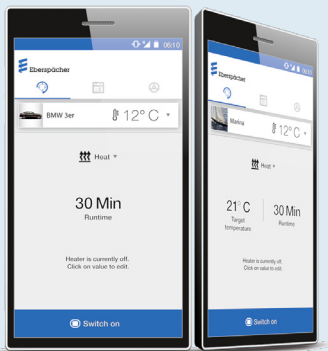 06:10
Eberspächer
BMW 3er
12° C
Heat
30 Min
Runtime
Heater is currently off.
Click on value to edit.
Switch on
06:10
Eberspächer
Marina
12° C
Heat
21° C
Target
temperature
30 Min
Runtime
Heater is currently off.
Click on value to edit.
Switch on